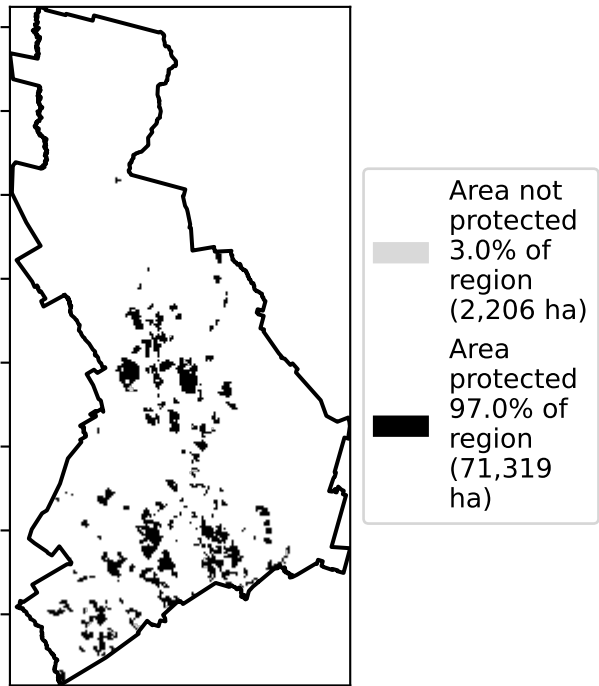 Area not
protected
3.0% of
region
(2,206 ha)
Area
protected
97.0% of
region
(71,319
ha)